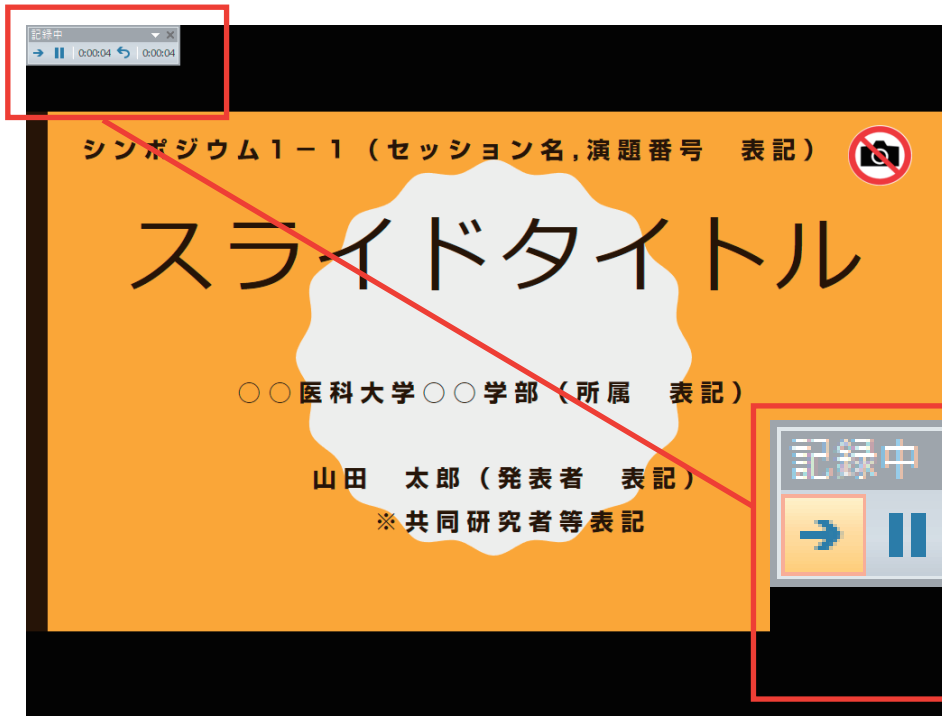 記録中
0:00:04 0:00:04
シンポジウム1－1（セッション名,演題番号　表記）
スライドタイトル
○○医科大学○○学部（所属　表記）
山田　太郎（発表者　表記）
※共同研究者等表記
記録中